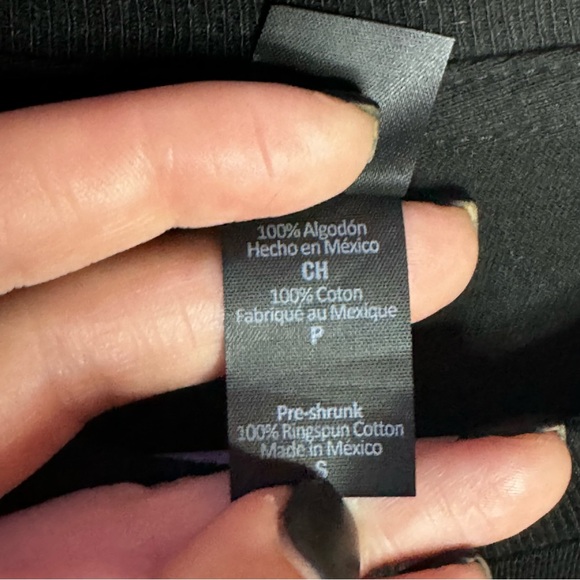 100% Algodón
Hecho en México
CH
100% Coton
Fabriqué au Mexique
P
Pre-shrunk
100% Ringspun Cotton
Made in México
S